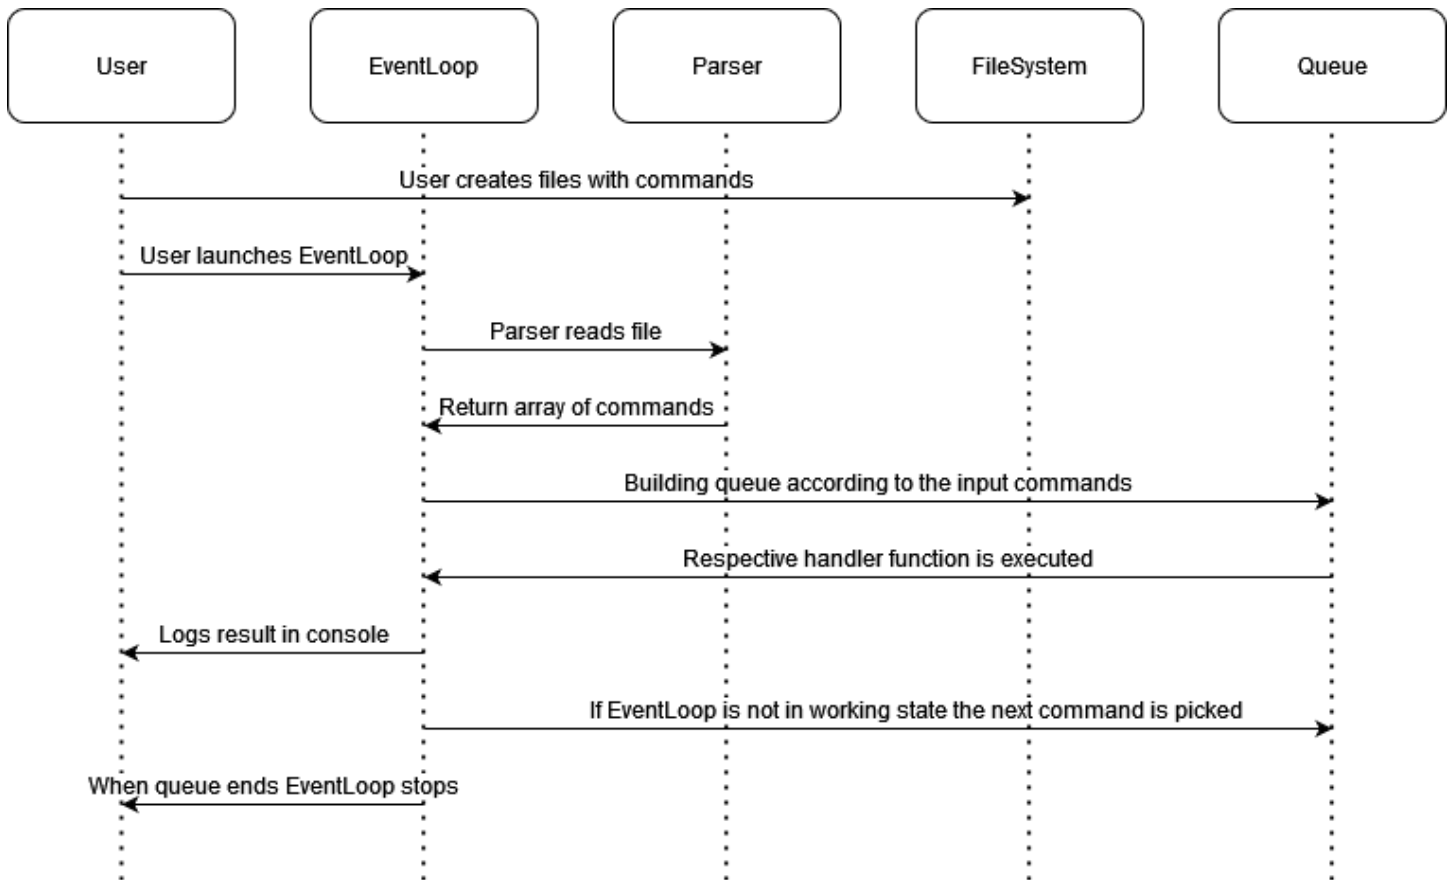 User
EventLoop
Parser
FileSystem
Queue
User creates files with commands
User launches EventLoop
Parser reads file
Return array of commands
Building queue according to the input commands
Respective handler function is executed
Logs result in console
If EventLoop is not in working state the next command is picked
When queue ends EventLoop stops